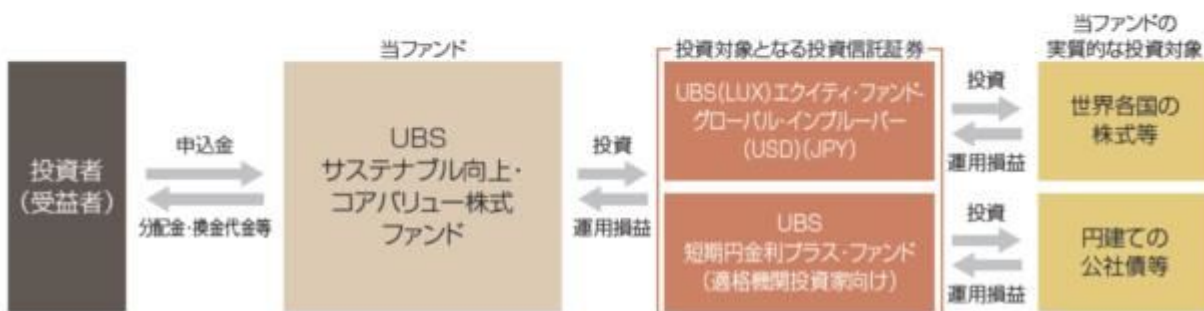 当ファンド
投資対象となる投資信託証券
当ファンドの
実質的な投資対象
投資者
(受益者)
申込金
分配金・換金代金等
UBS
サステナブル向上・
コアバリュー株式
ファンド
投資
運用損益
UBS(LUX)エクイティ・ファンド-
グローバル・インプルーバー
(USD)(JPY)
投資
運用損益
世界各国の
株式等
UBS
短期円金利プラス・ファンド
(適格機関投資家向け)
投資
運用損益
円建ての
公社債等